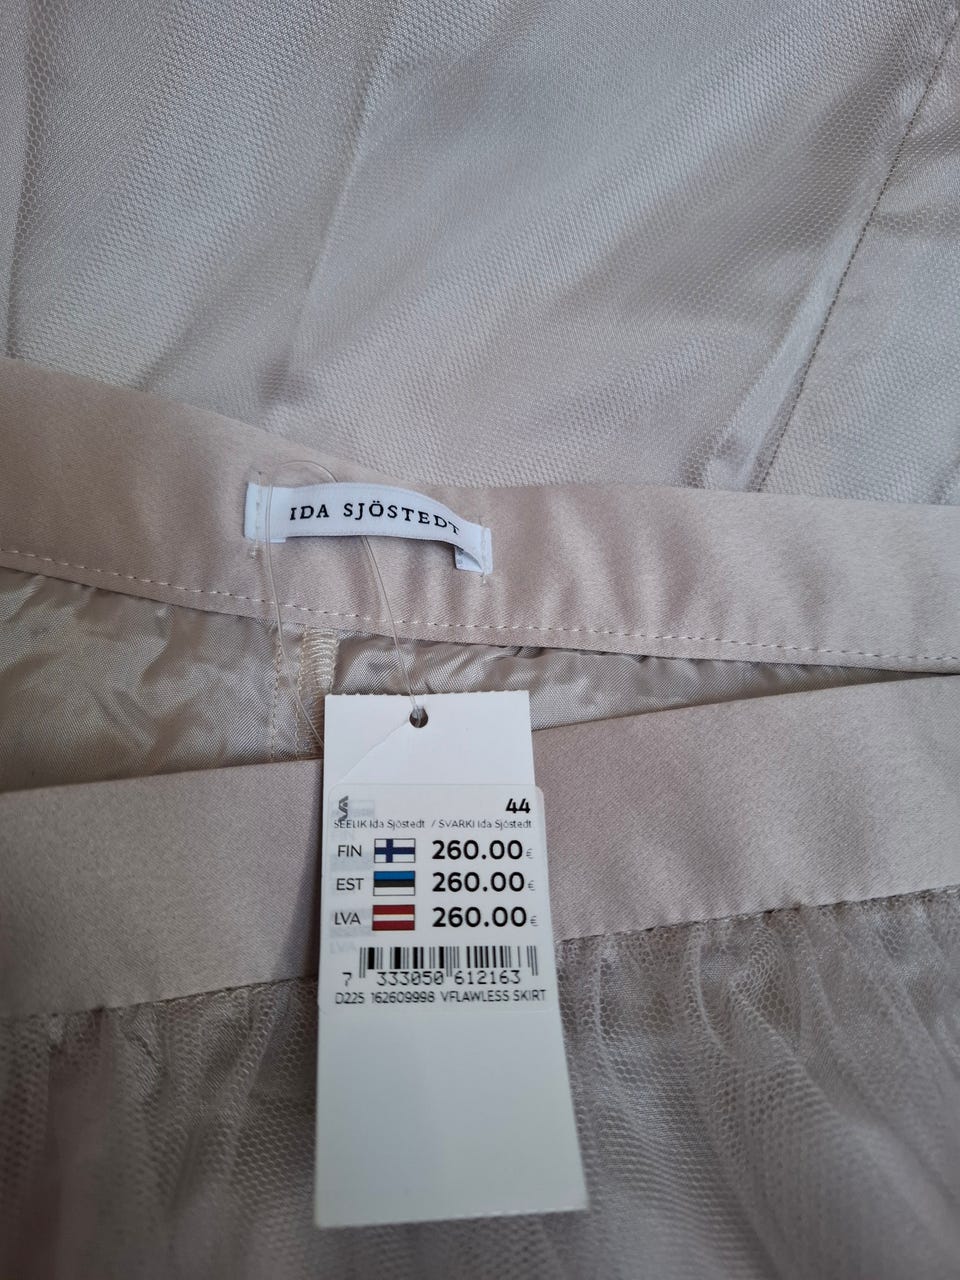 IDA SJÖSTEDT
44
SEELIK Ida Sjöstedt / SVARKI Ida Sjöstedt
FIN 260.00€
EST 260.00€
LVA 260.00€
7 333050 612163
D225 162609998 VFLAWLESS SKIRT